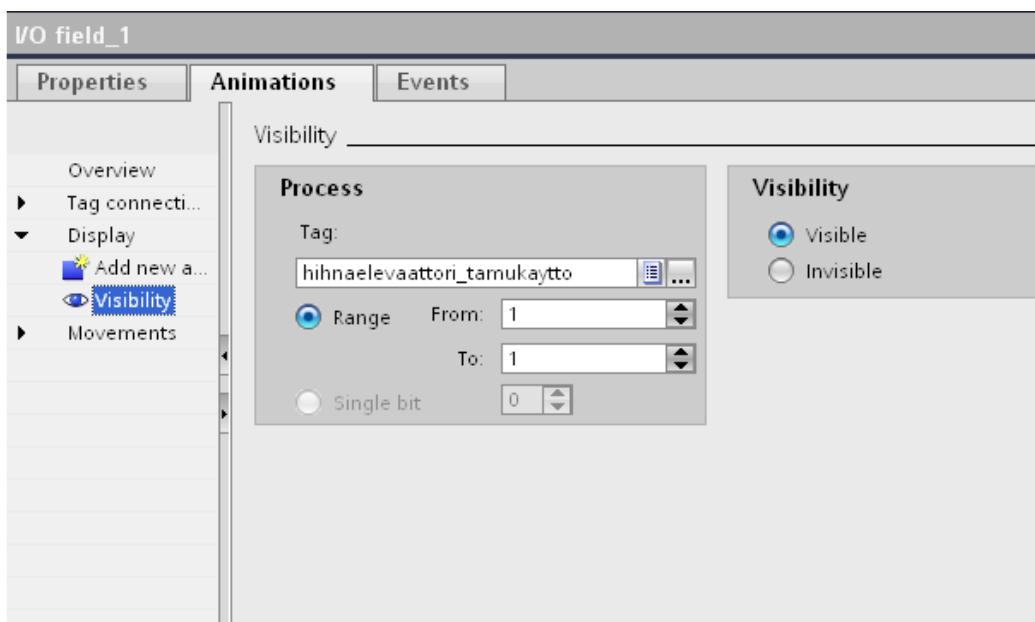 I/O field_1
Properties
Animations
Events
Visibility
Overview
Tag connecti...
Display
Add new a...
Visibility
Movements
Process
Tag:
hihnaelevaattori_tarnukaytto
Range From: 1
To: 1
Single bit 0
Visibility
Visible
Invisible